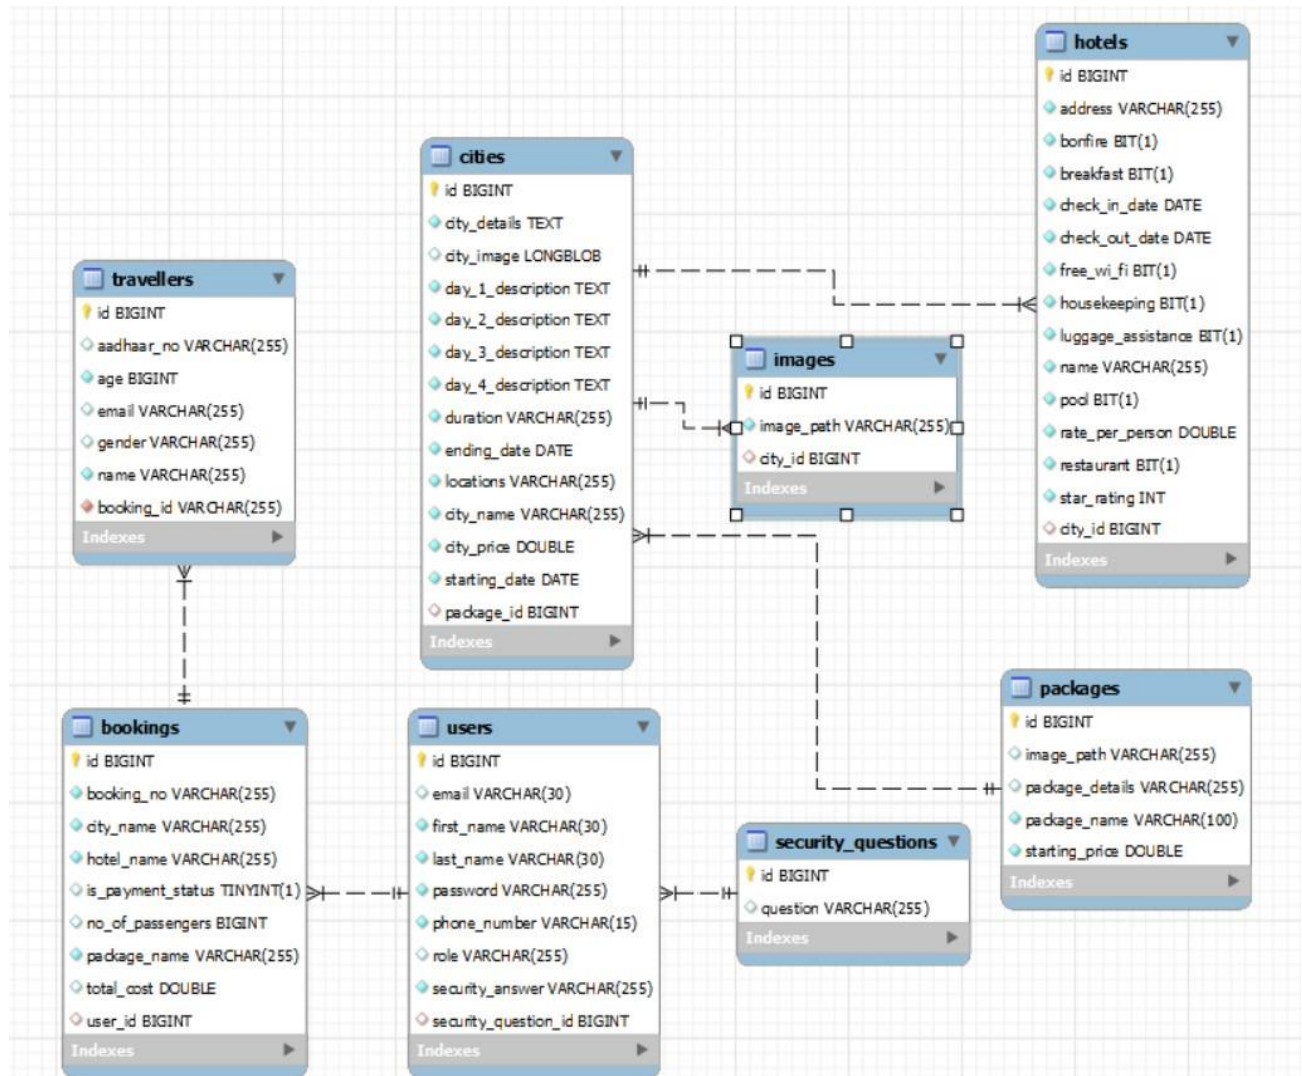 hotels
id BIGINT
address VARCHAR(255)
bonfire BIT(1)
breakfast BIT(1)
check_in_date DATE
check_out_date DATE
free_wi_fi BIT(1)
housekeeping BIT(1)
luggage_assistance BIT(1)
name VARCHAR(255)
pool BIT(1)
rate_per_person DOUBLE
restaurant BIT(1)
star_rating INT
city_id BIGINT
Indexes
cities
id BIGINT
city_details TEXT
city_image LONGBLOB
day_1_description TEXT
day_2_description TEXT
day_3_description TEXT
day_4_description TEXT
duration VARCHAR(255)
ending_date DATE
locations VARCHAR(255)
city_name VARCHAR(255)
city_price DOUBLE
starting_date DATE
package_id BIGINT
Indexes
travellers
id BIGINT
aadhaar_no VARCHAR(255)
age BIGINT
email VARCHAR(255)
gender VARCHAR(255)
name VARCHAR(255)
booking_id VARCHAR(255)
Indexes
images
id BIGINT
image_path VARCHAR(255)
city_id BIGINT
Indexes
packages
id BIGINT
image_path VARCHAR(255)
package_details VARCHAR(255)
package_name VARCHAR(100)
starting_price DOUBLE
Indexes
bookings
id BIGINT
booking_no VARCHAR(255)
city_name VARCHAR(255)
hotel_name VARCHAR(255)
is_payment_status TINYINT(1)
no_of_passengers BIGINT
package_name VARCHAR(255)
total_cost DOUBLE
user_id BIGINT
Indexes
users
id BIGINT
email VARCHAR(30)
first_name VARCHAR(30)
last_name VARCHAR(30)
password VARCHAR(255)
phone_number VARCHAR(15)
role VARCHAR(255)
security_answer VARCHAR(255)
security_question_id BIGINT
Indexes
security_questions
id BIGINT
question VARCHAR(255)
Indexes